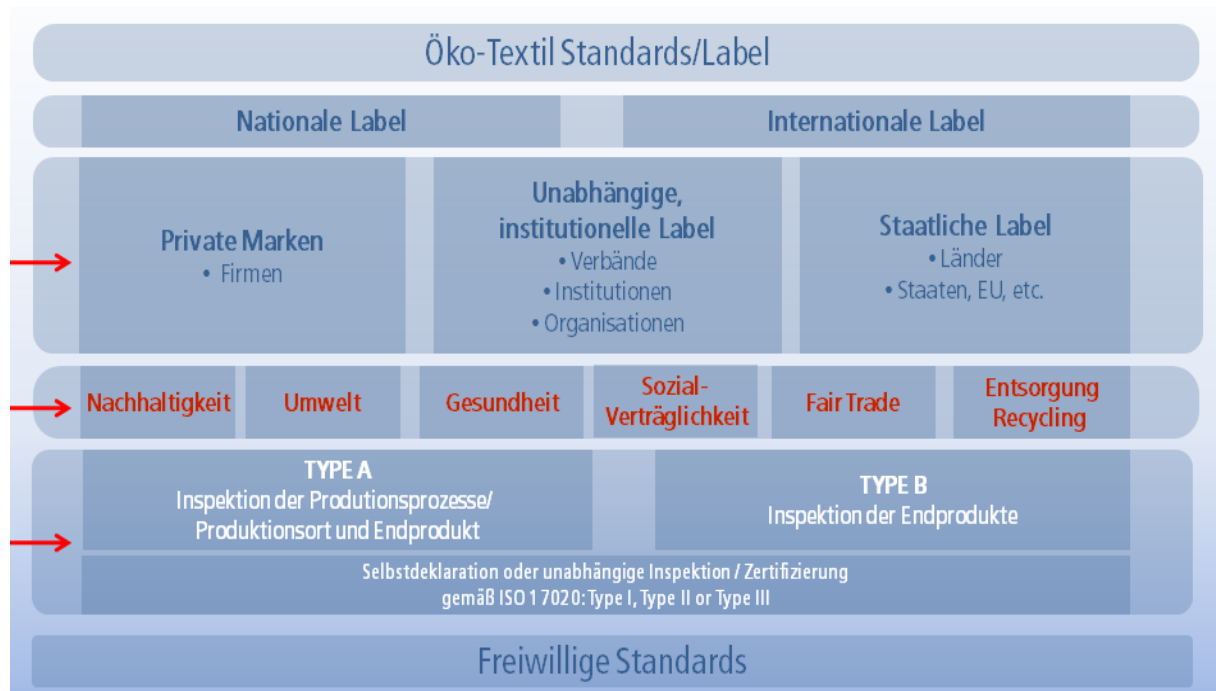 Öko-Textil Standards/Label
Nationale Label
Internationale Label
Private Marken
• Firmen
Unabhängige,
institutionelle Label
• Verbände
• Institutionen
• Organisationen
Staatliche Label
• Länder
• Staaten, EU, etc.
Nachhaltigkeit
Umwelt
Gesundheit
Sozial-
Verträglichkeit
Fair Trade
Entsorgung
Recycling
TYPE A
Inspektion der Produtionsprozesse/
Produktionsort und Endprodukt
TYPE B
Inspektion der Endprodukte
Selbstdeklaration oder unabhängige Inspektion / Zertifizierung
gemäß ISO 17020: Type I, Type II or Type III
Freiwillige Standards